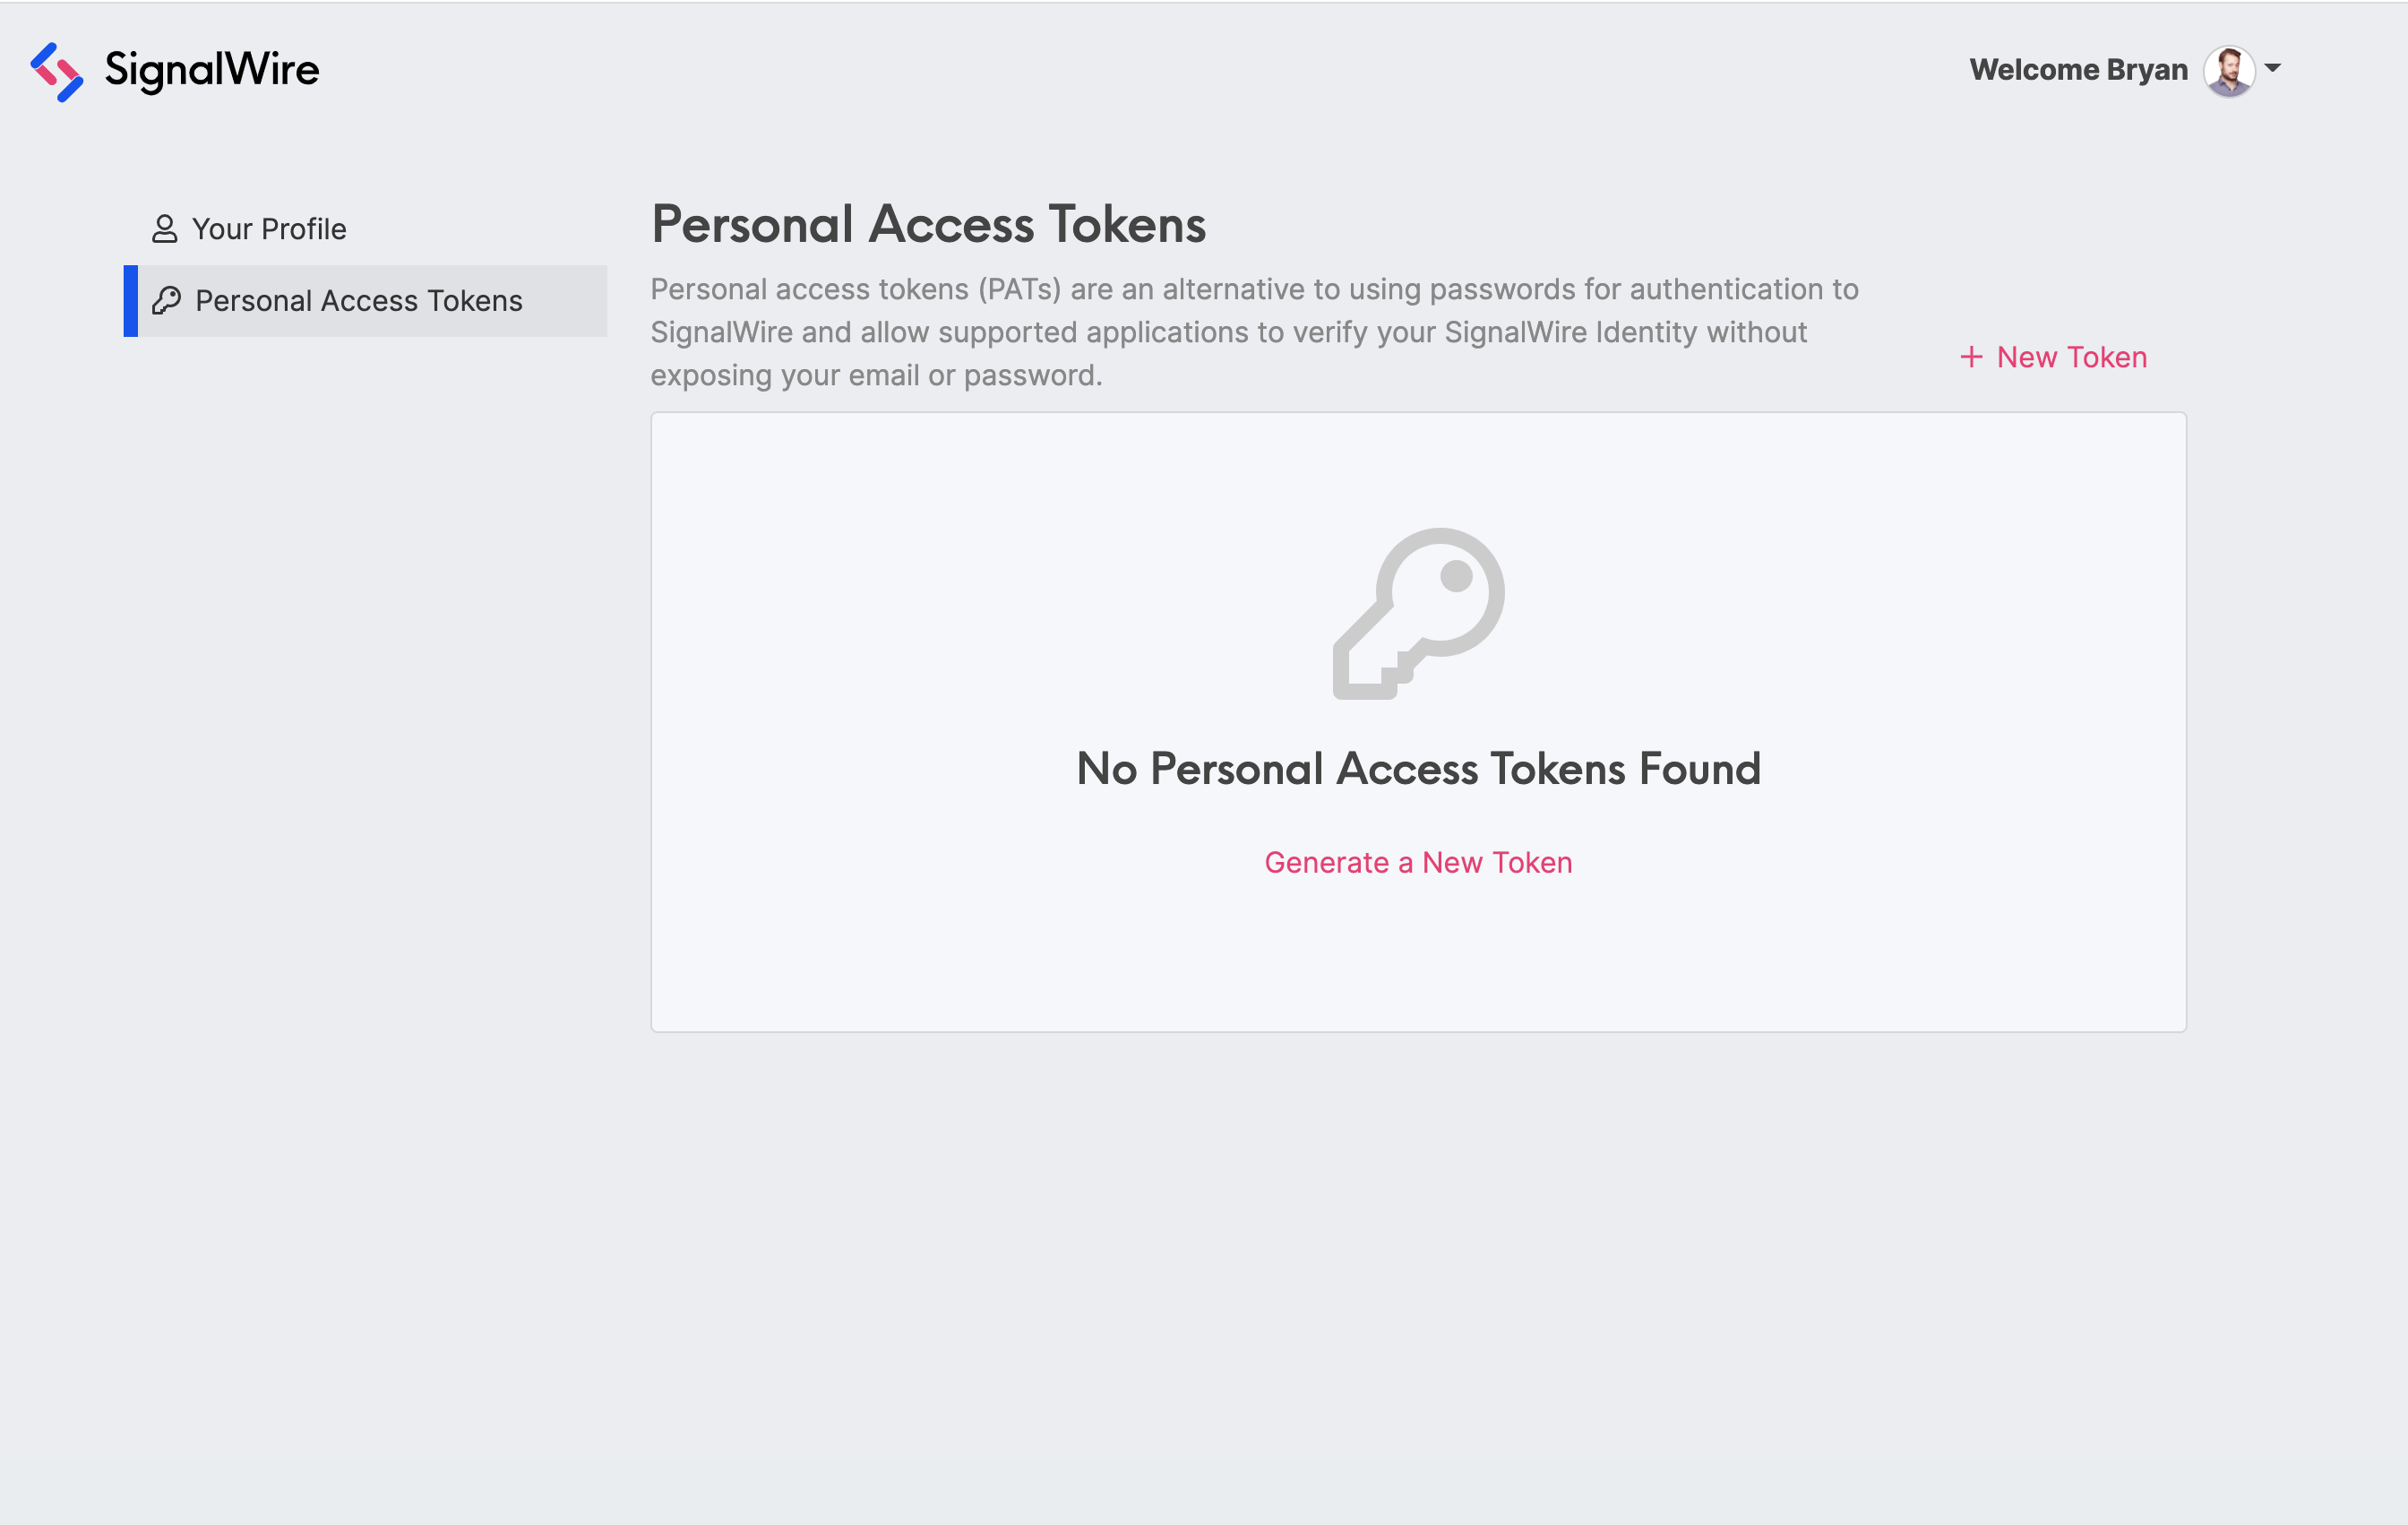 SignalWire
Welcome Bryan
Your Profile
Personal Access Tokens
Personal Access Tokens
Personal access tokens (PATs) are an alternative to using passwords for authentication to
SignalWire and allow supported applications to verify your SignalWire Identity without
exposing your email or password.
+ New Token
No Personal Access Tokens Found
Generate a New Token